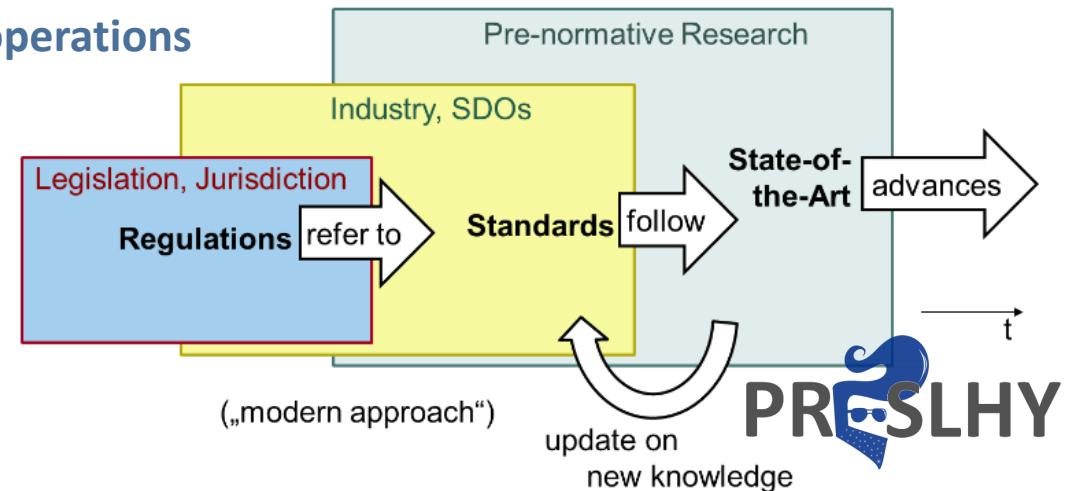 operations
Pre-normative Research
Industry, SDOs
Legislation, Jurisdiction
Regulations
refer to
Standards
follow
State-of-
the-Art
advances
t
(„modern approach“)
update on
new knowledge
PRESLHY